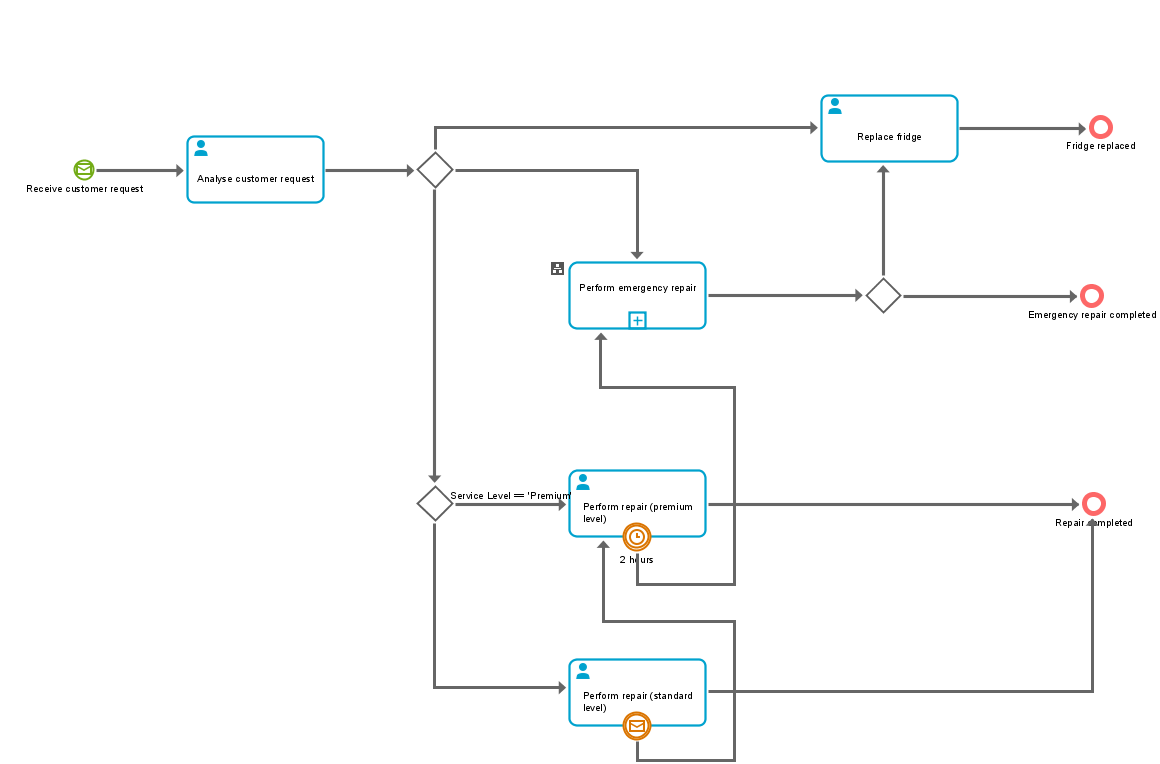 Replace fridge
Fridge replaced
Receive customer request
Analyse customer request
Perform emergency repair
Emergency repair completed
Service Level == 'Premium'
Perform repair (premium
level)
2 hours
Repair completed
Perform repair (standard
level)